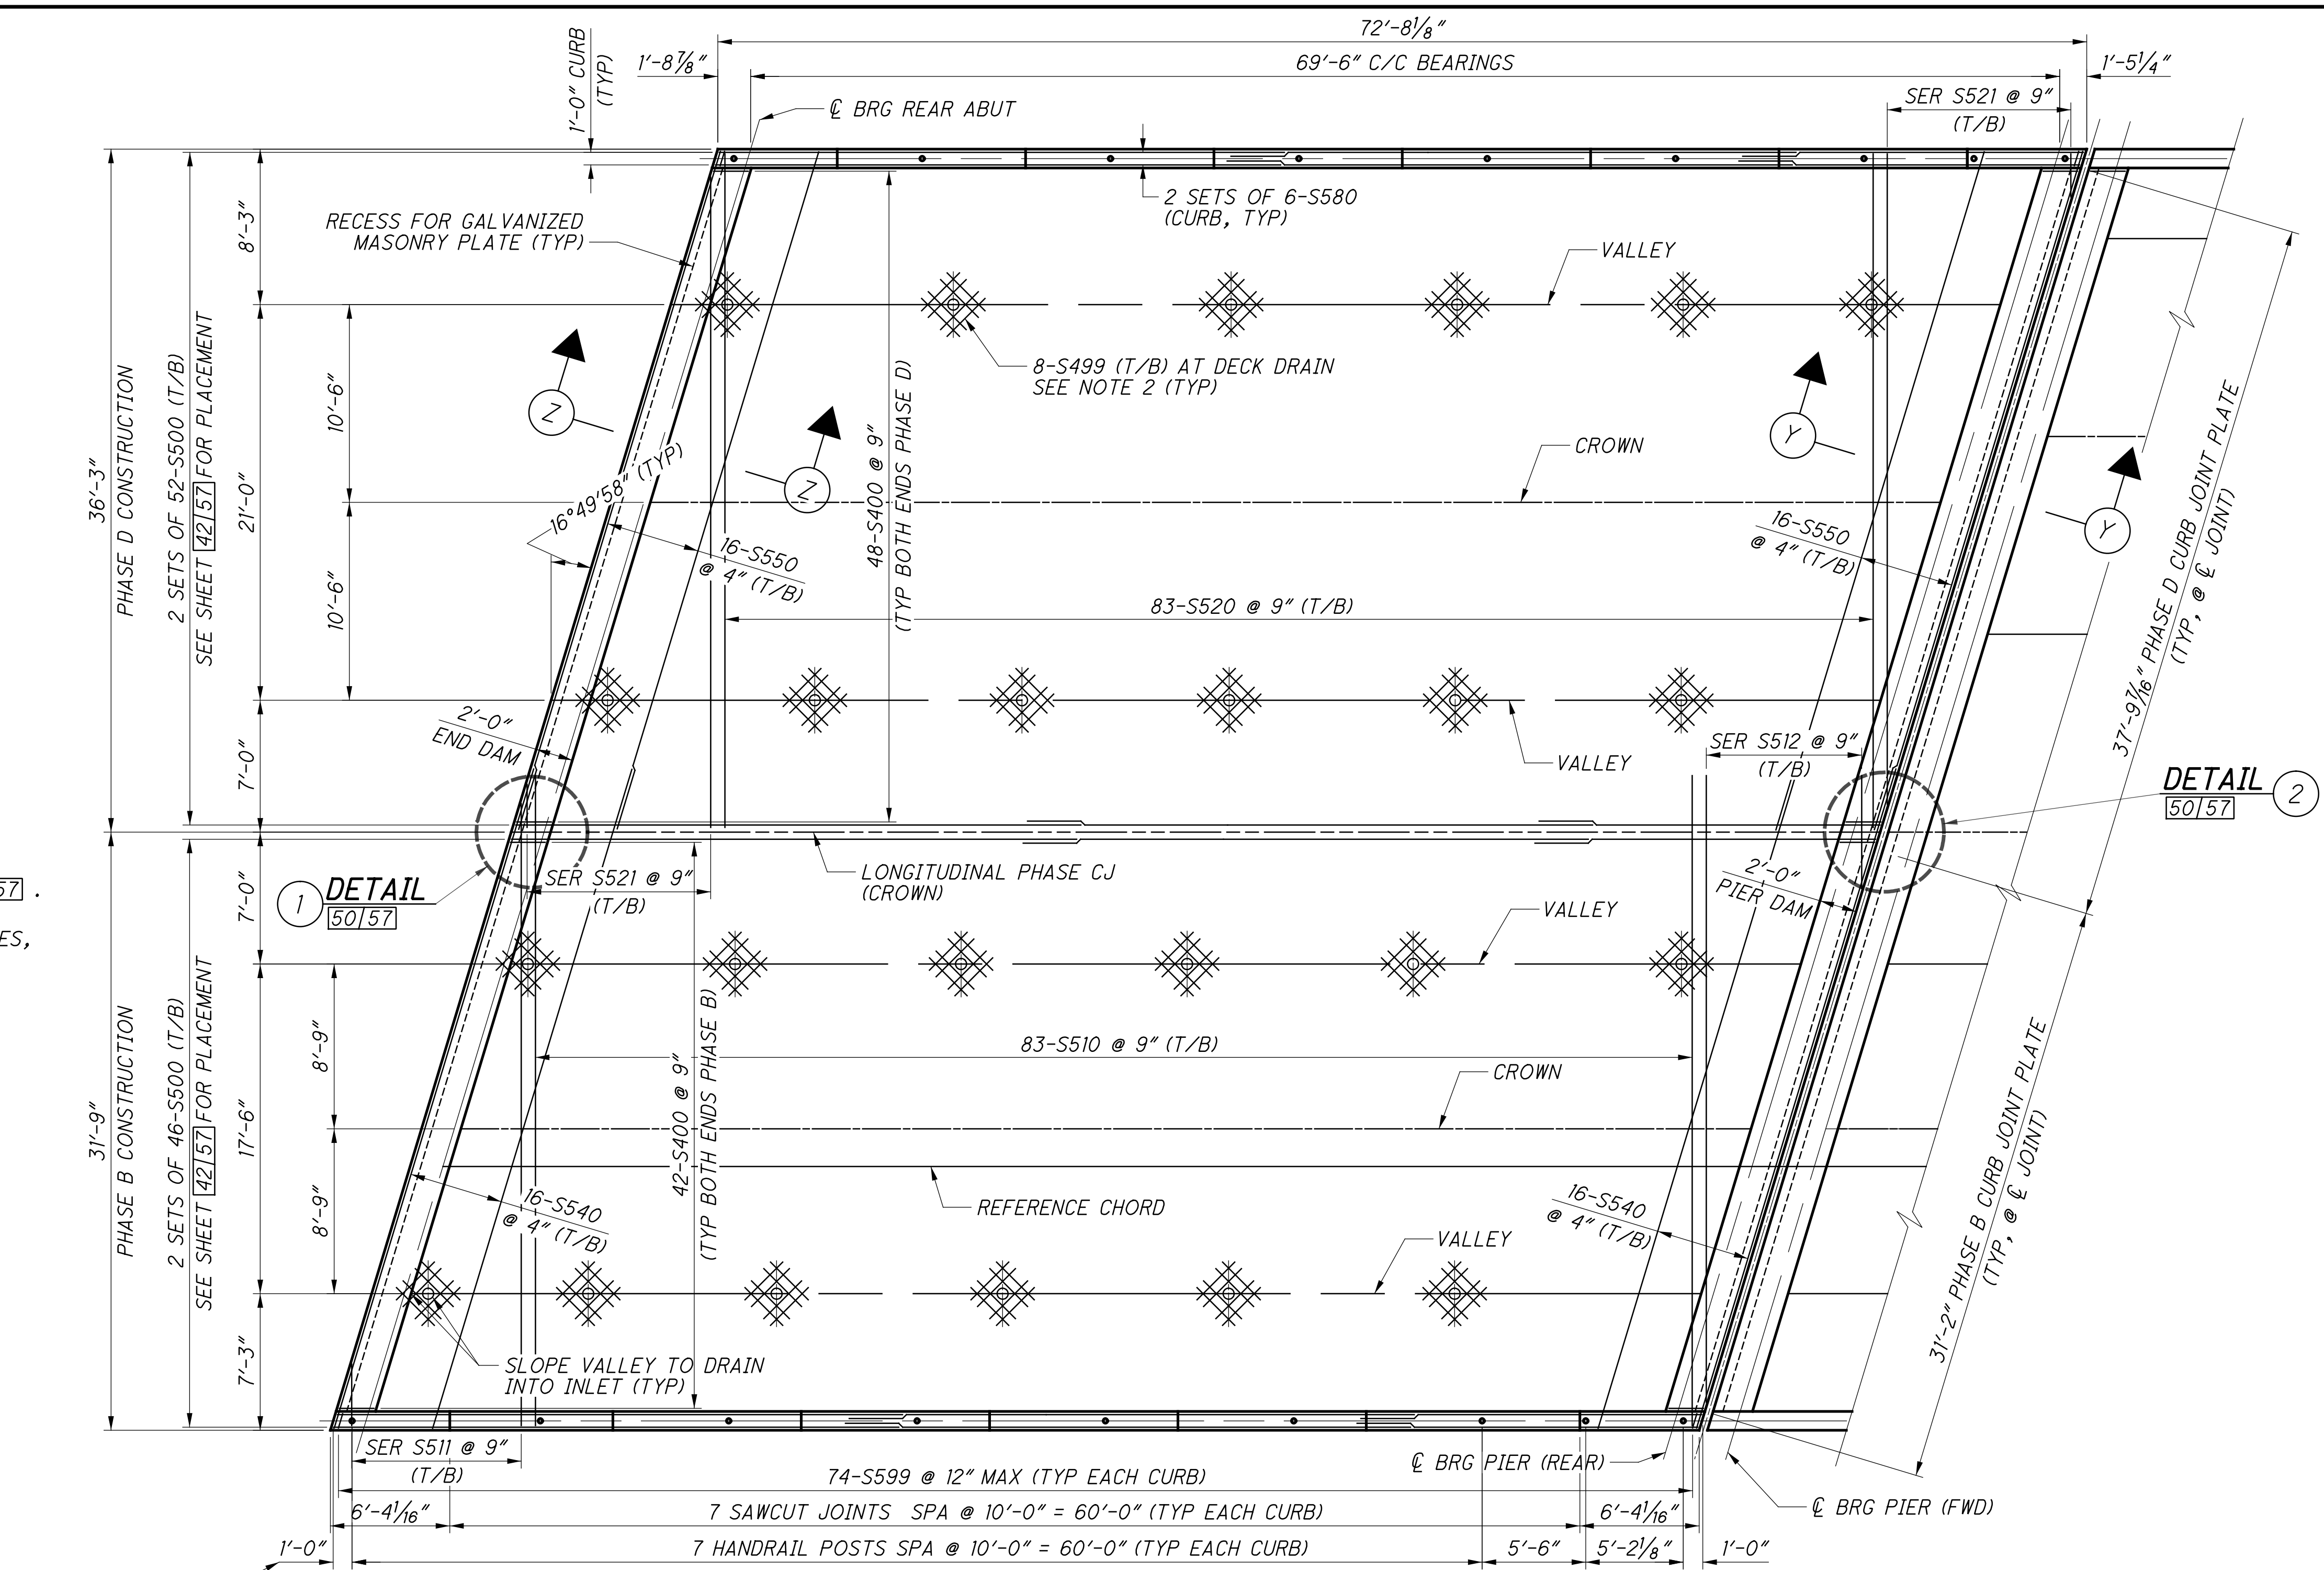 72'-8 1/8"
1'-0" CURB
(TYP)
1'-8 7/8"
69'-6" C/C BEARINGS
1'-5 1/4"
SER S521 @ 9"
(T/B)
℄ BRG REAR ABUT
2 SETS OF 6-S580
(CURB, TYP)
RECESS FOR GALVANIZED
MASONRY PLATE (TYP)
VALLEY
36'-3"
PHASE D CONSTRUCTION
2 SETS OF 52-S500 (T/B)
SEE SHEET 42/57 FOR PLACEMENT
8'-3"
21'-0"
7'-0"
10'-6"
10'-6"
8-S499 (T/B) AT DECK DRAIN
SEE NOTE 2 (TYP)
Z
Z
Y
Y
48-S400 @ 9"
(TYP BOTH ENDS PHASE D)
CROWN
16°49'58" (TYP)
16-S550
@ 4" (T/B)
16-S550
@ 4" (T/B)
83-S520 @ 9" (T/B)
37'-9 7/16" PHASE D CURB JOINT PLATE
(TYP, @ ℄ JOINT)
2'-0"
END DAM
SER S512 @ 9"
(T/B)
VALLEY
DETAIL 2
50/57
LONGITUDINAL PHASE CJ
(CROWN)
SER S521 @ 9"
(T/B)
1 DETAIL
50/57
57 .
ES,
2'-0"
PIER DAM
VALLEY
31'-9"
PHASE B CONSTRUCTION
2 SETS OF 46-S500 (T/B)
SEE SHEET 42/57 FOR PLACEMENT
7'-0"
17'-6"
7'-3"
8'-9"
8'-9"
42-S400 @ 9"
(TYP BOTH ENDS PHASE B)
83-S510 @ 9" (T/B)
CROWN
REFERENCE CHORD
16-S540
@ 4" (T/B)
16-S540
@ 4" (T/B)
VALLEY
31'-2" PHASE B CURB JOINT PLATE
(TYP, @ ℄ JOINT)
SLOPE VALLEY TO DRAIN
INTO INLET (TYP)
SER S511 @ 9"
(T/B)
℄ BRG PIER (REAR)
74-S599 @ 12" MAX (TYP EACH CURB)
6'-4 1/16"
7 SAWCUT JOINTS SPA @ 10'-0" = 60'-0" (TYP EACH CURB)
6'-4 1/16"
℄ BRG PIER (FWD)
1'-0"
7 HANDRAIL POSTS SPA @ 10'-0" = 60'-0" (TYP EACH CURB)
5'-6"
5'-2 1/8"
1'-0"